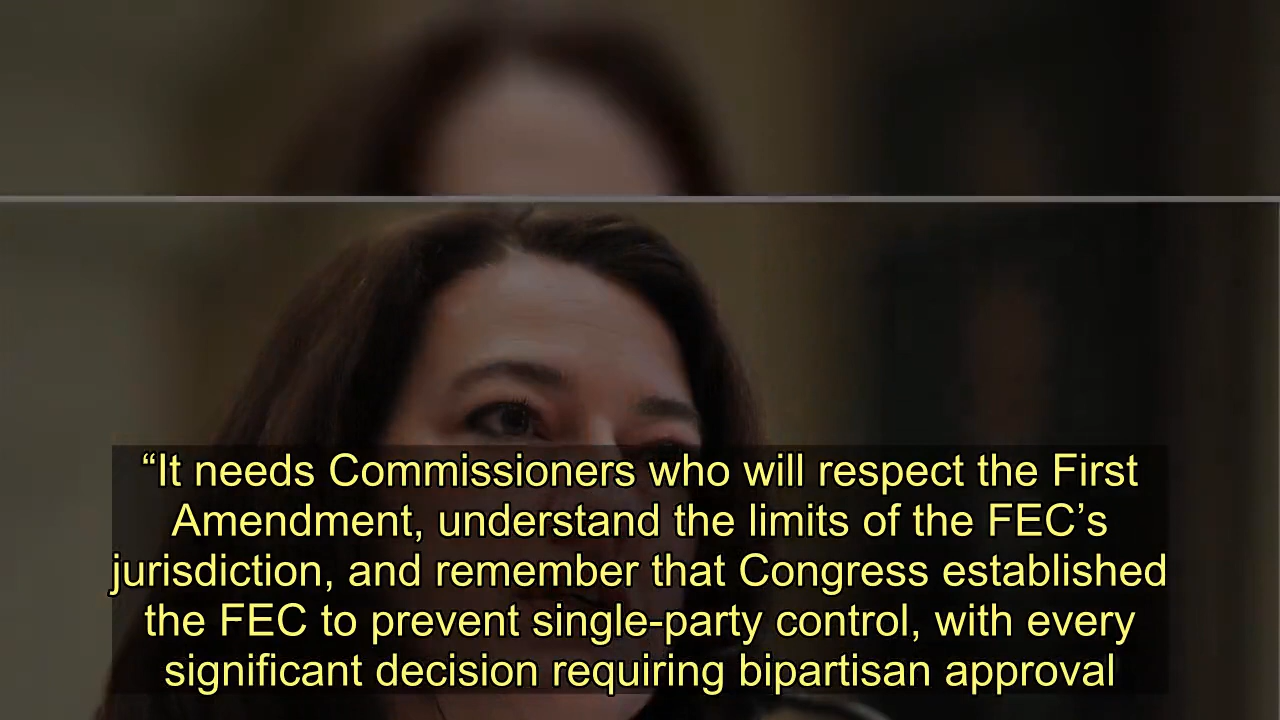 “It needs Commissioners who will respect the First
Amendment, understand the limits of the FEC’s
jurisdiction, and remember that Congress established
the FEC to prevent single-party control, with every
significant decision requiring bipartisan approval